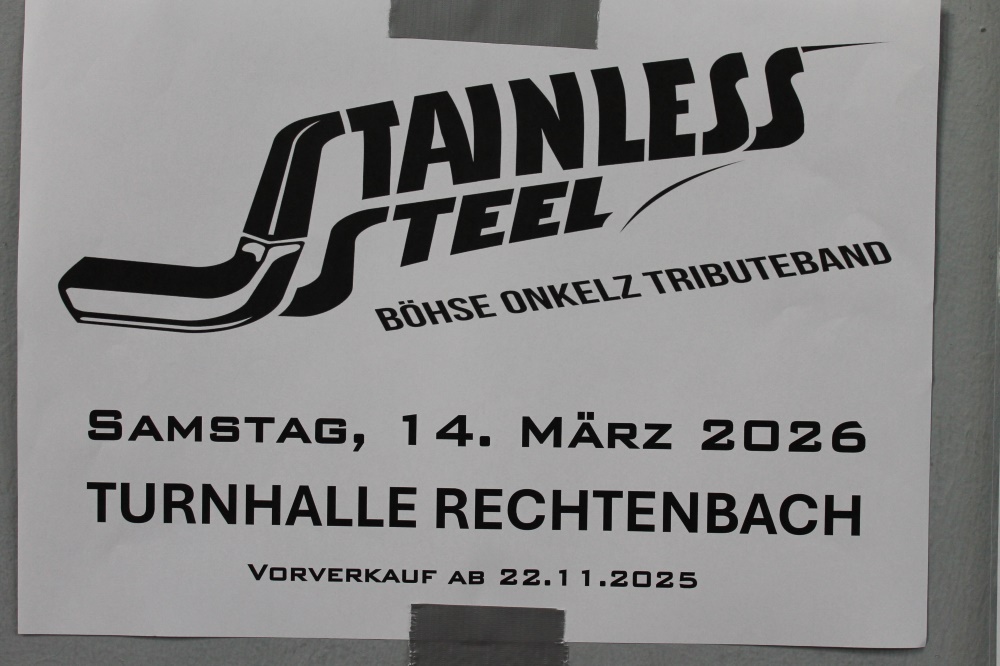 STAINLESS
STEEL
BÖHSE ONKELZ TRIBUTEBAND
SAMSTAG, 14. MÄRZ 2026
TURNHALLE RECHTENBACH
VORVERKAUF AB 22.11.2025